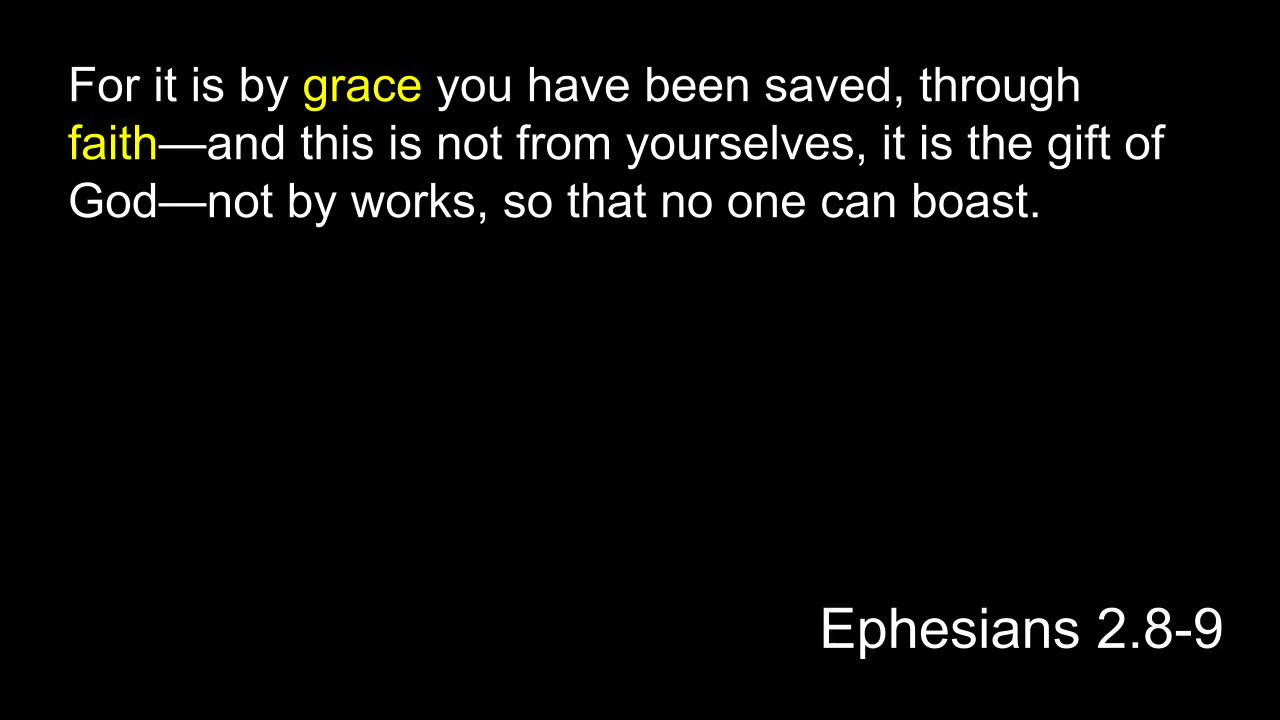 For it is by grace you have been saved, through
faith—and this is not from yourselves, it is the gift of
God—not by works, so that no one can boast.
Ephesians 2.8-9